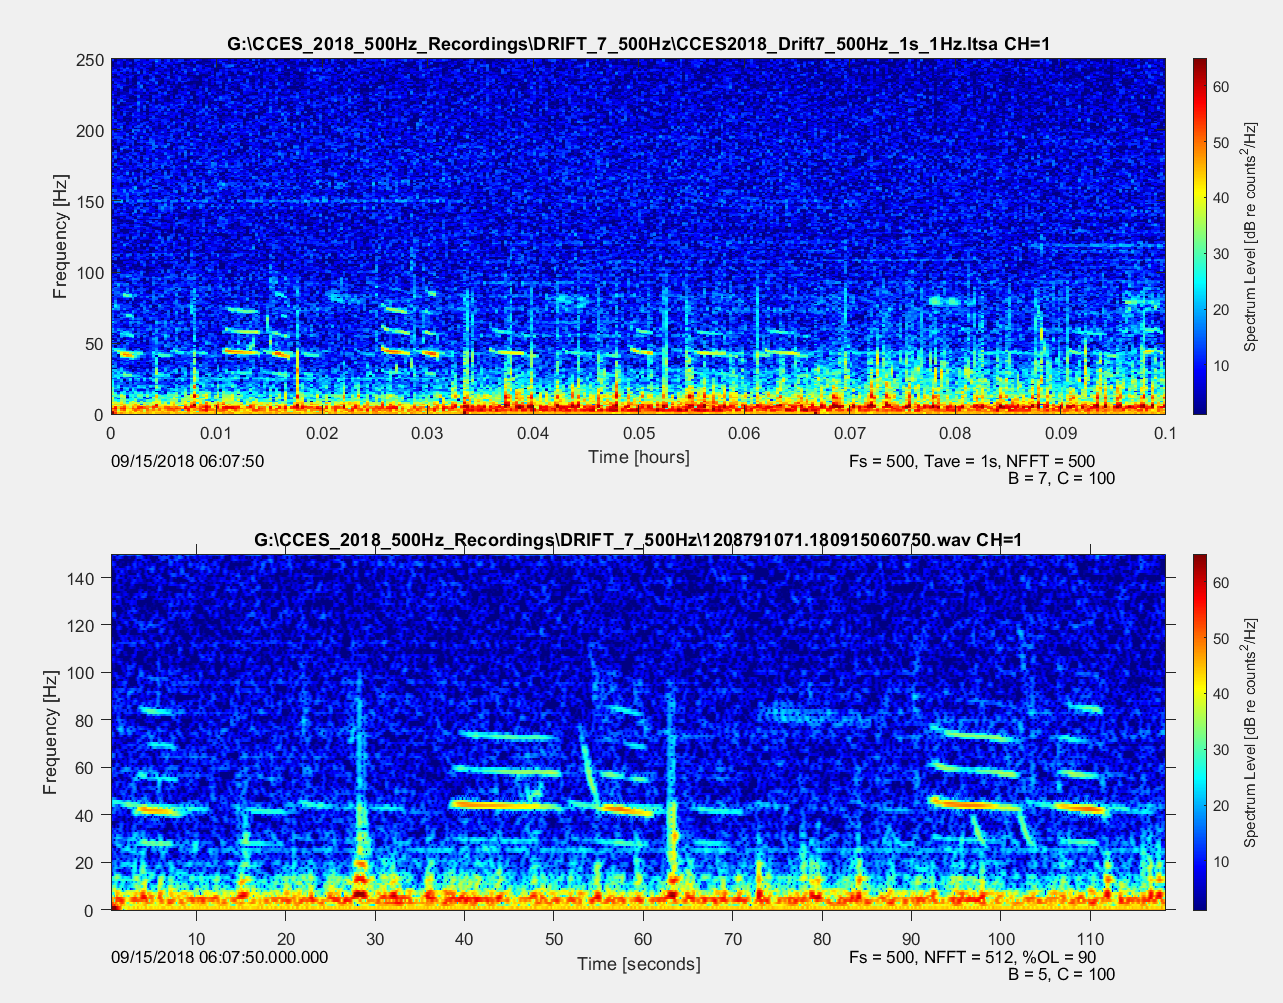 G:\CCES_2018_500Hz_Recordings\DRIFT_7_500Hz\CCES2018_Drift7_500Hz_1s_1Hz.ltsa CH=1
250
200
150
100
50
0
Frequency [Hz]
0 0.01 0.02 0.03 0.04 0.05 0.06 0.07 0.08 0.09 0.1
Time [hours]
09/15/2018 06:07:50
Fs = 500, Tave = 1s, NFFT = 500
B = 7, C = 100
60
50
40
30
20
10
Spectrum Level [dB re counts²/Hz]
G:\CCES_2018_500Hz_Recordings\DRIFT_7_500Hz\1208791071.180915060750.wav CH=1
140
120
100
80
60
40
20
0
Frequency [Hz]
10 20 30 40 50 60 70 80 90 100 110
Time [seconds]
09/15/2018 06:07:50.000.000
Fs = 500, NFFT = 512, %OL = 90
B = 5, C = 100
60
50
40
30
20
10
Spectrum Level [dB re counts²/Hz]